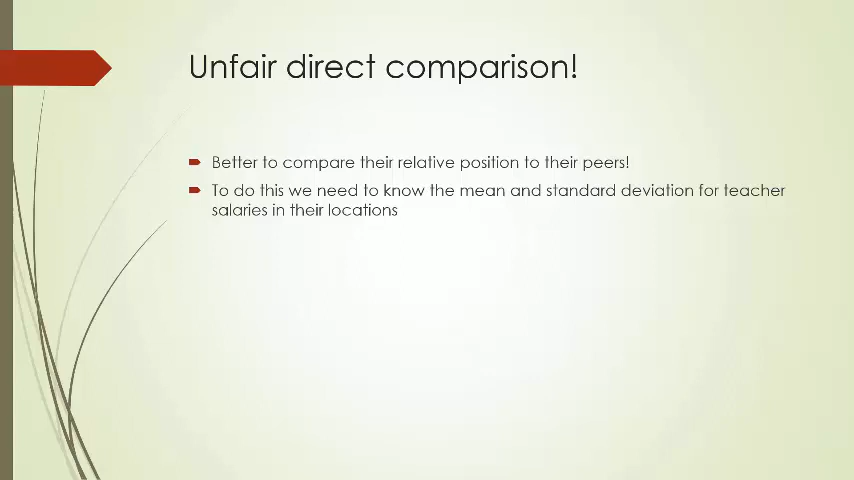 Unfair direct comparison!
Better to compare their relative position to their peers!
To do this we need to know the mean and standard deviation for teacher
salaries in their locations